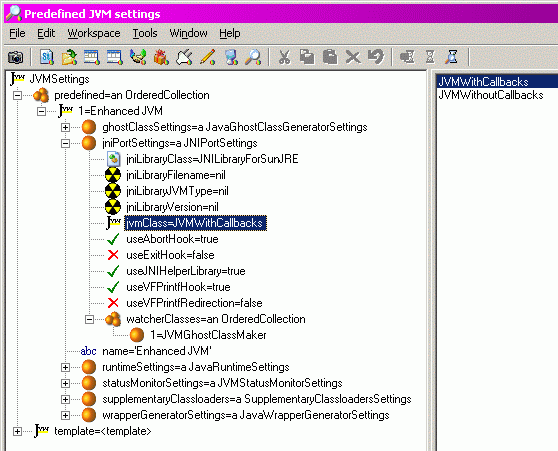 Predefined JVM settings
File Edit Workspace Tools Window Help
JVMSettings
predefined=an OrderedCollection
1=Enhanced JVM
ghostClassSettings=a JavaGhostClassGeneratorSettings
jniPortSettings=a JNIPortSettings
jniLibraryClass=JNILibraryForSunJRE
jniLibraryFilename=nil
jniLibraryJVMType=nil
jniLibraryVersion=nil
jvmClass=JVMWithCallbacks
useAbortHook=true
useExitHook=false
useJNIHelperLibrary=true
useVFPrintfHook=true
useVFPrintfRedirection=false
watcherClasses=an OrderedCollection
1=JVMGhostClassMaker
abc name='Enhanced JVM'
runtimeSettings=a JavaRuntimeSettings
statusMonitorSettings=a JVMStatusMonitorSettings
supplementaryClassloaders=a SupplementaryClassloadersSettings
wrapperGeneratorSettings=a JavaWrapperGeneratorSettings
template=<template>
JVMWithCallbacks
JVMWithoutCallbacks